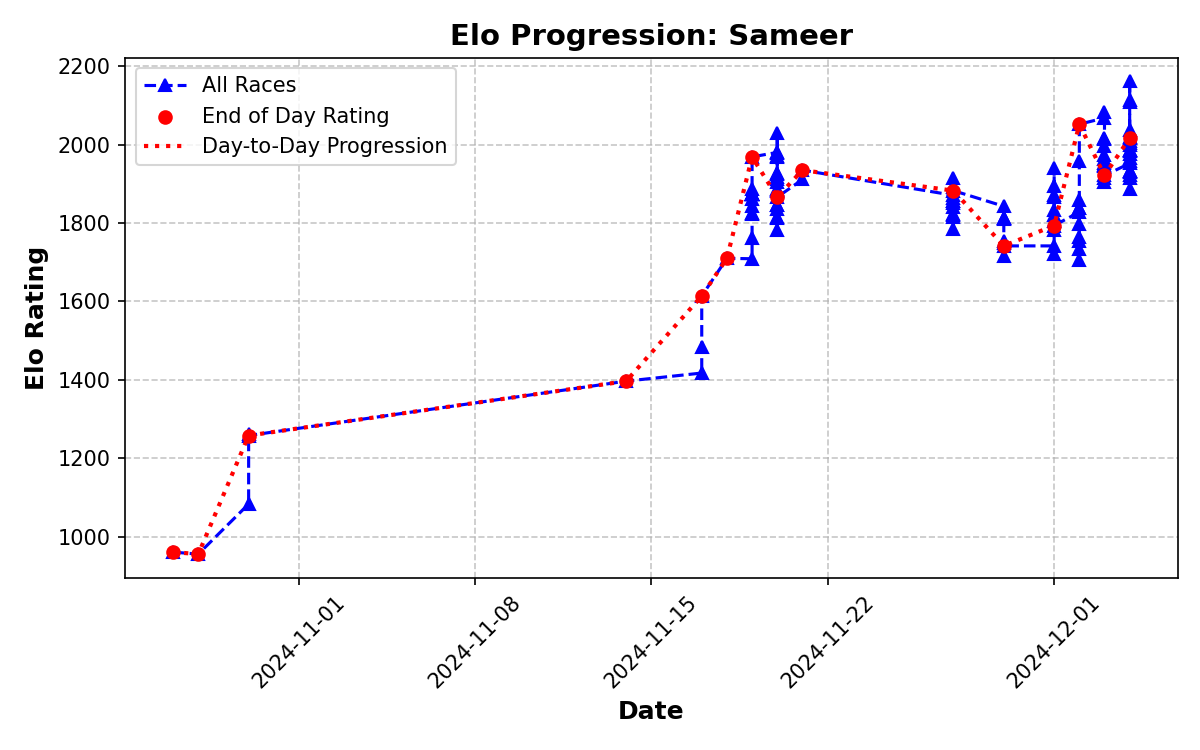 Elo Progression: Sameer
All Races
End of Day Rating
Day-to-Day Progression
Elo Rating
2200
2000
1800
1600
1400
1200
1000
2024-11-01
2024-11-08
2024-11-15
2024-11-22
2024-12-01
Date